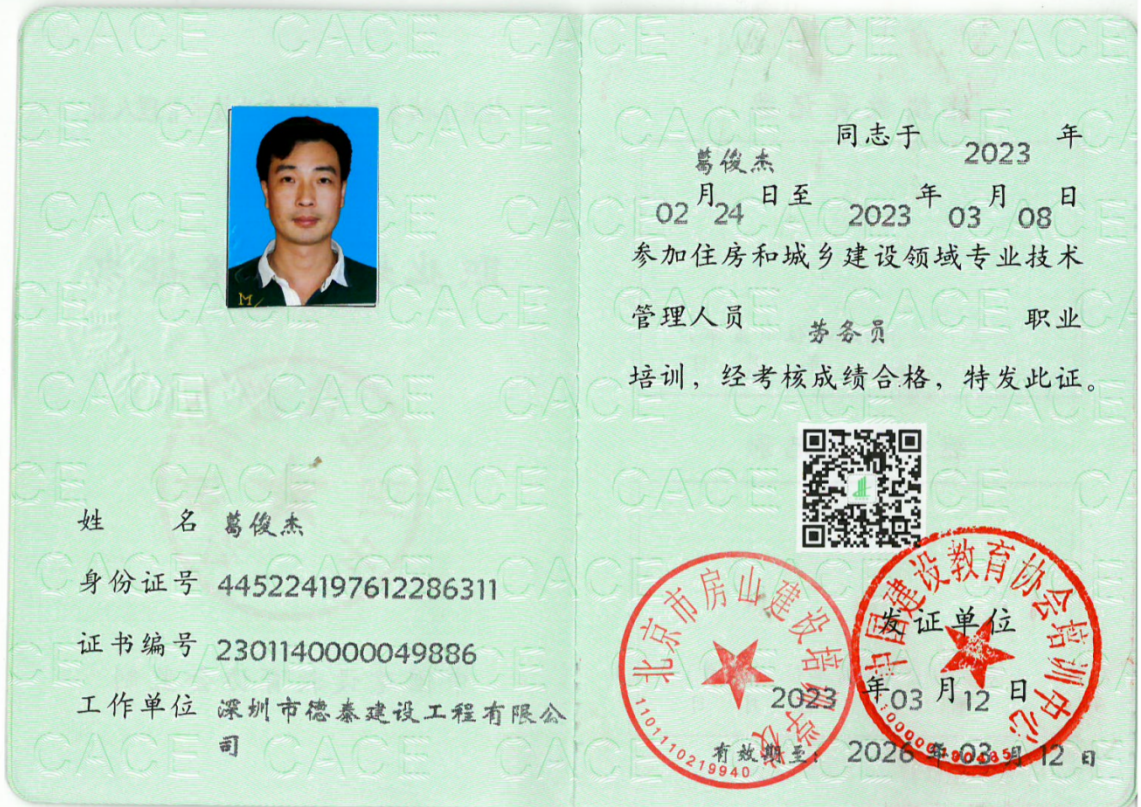 姓 名 葛俊杰
身份证号 445224197612286311
证书编号 2301140000049886
工作单位 深圳市德泰建设工程有限公
司
葛俊杰 同志于 2023 年
02 月 24 日至 2023 年 03 月 08 日
参加住房和城乡建设领域专业技术
管理人员 劳务员 职业
培训，经考核成绩合格，特发此证。
北京市房山建设培训学校
1101110219940
中国建设教育协会培训中心
发证单位
2023 年 03 月 12 日
有效期至： 2026 年 03 月 12 日
CACE